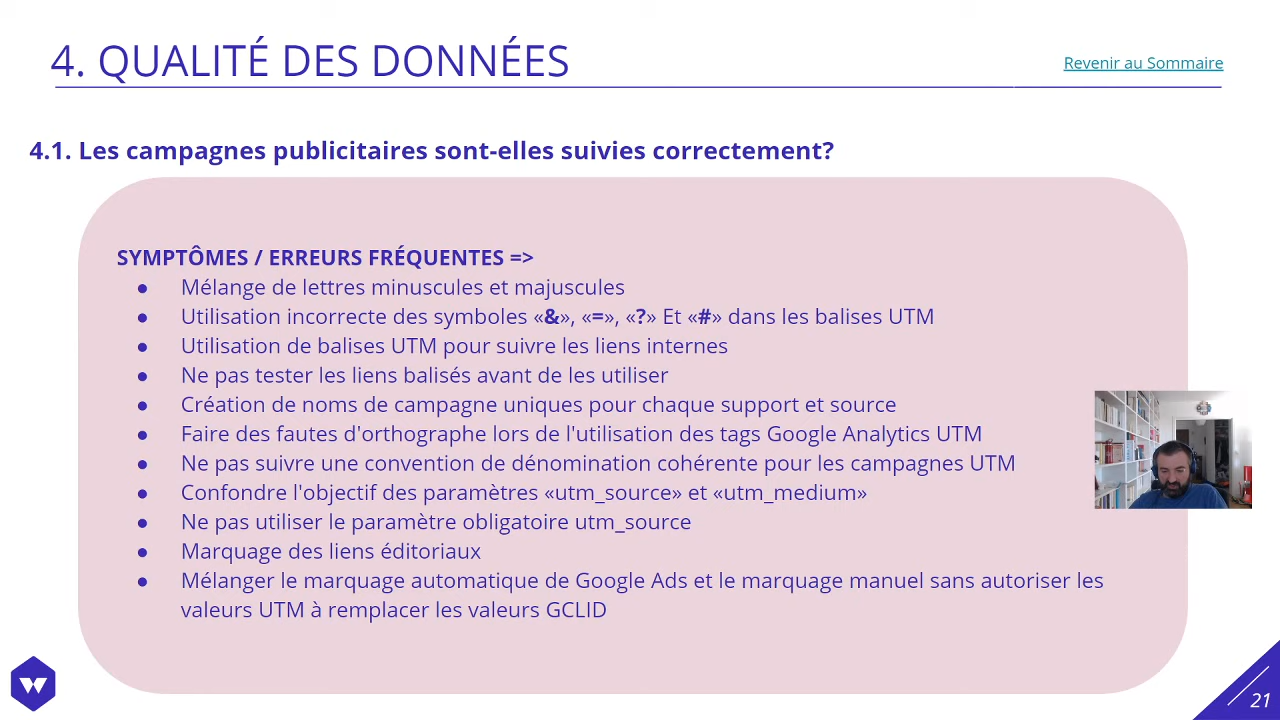 4. QUALITÉ DES DONNÉES
Revenir au Sommaire
4.1. Les campagnes publicitaires sont-elles suivies correctement?
SYMPTÔMES / ERREURS FRÉQUENTES =>
● Mélange de lettres minuscules et majuscules
● Utilisation incorrecte des symboles «&», «=», «?» Et «#» dans les balises UTM
● Utilisation de balises UTM pour suivre les liens internes
● Ne pas tester les liens balisés avant de les utiliser
● Création de noms de campagne uniques pour chaque support et source
● Faire des fautes d'orthographe lors de l'utilisation des tags Google Analytics UTM
● Ne pas suivre une convention de dénomination cohérente pour les campagnes UTM
● Confondre l'objectif des paramètres «utm_source» et «utm_medium»
● Ne pas utiliser le paramètre obligatoire utm_source
● Marquage des liens éditoriaux
● Mélanger le marquage automatique de Google Ads et le marquage manuel sans autoriser les
valeurs UTM à remplacer les valeurs GCLID
21